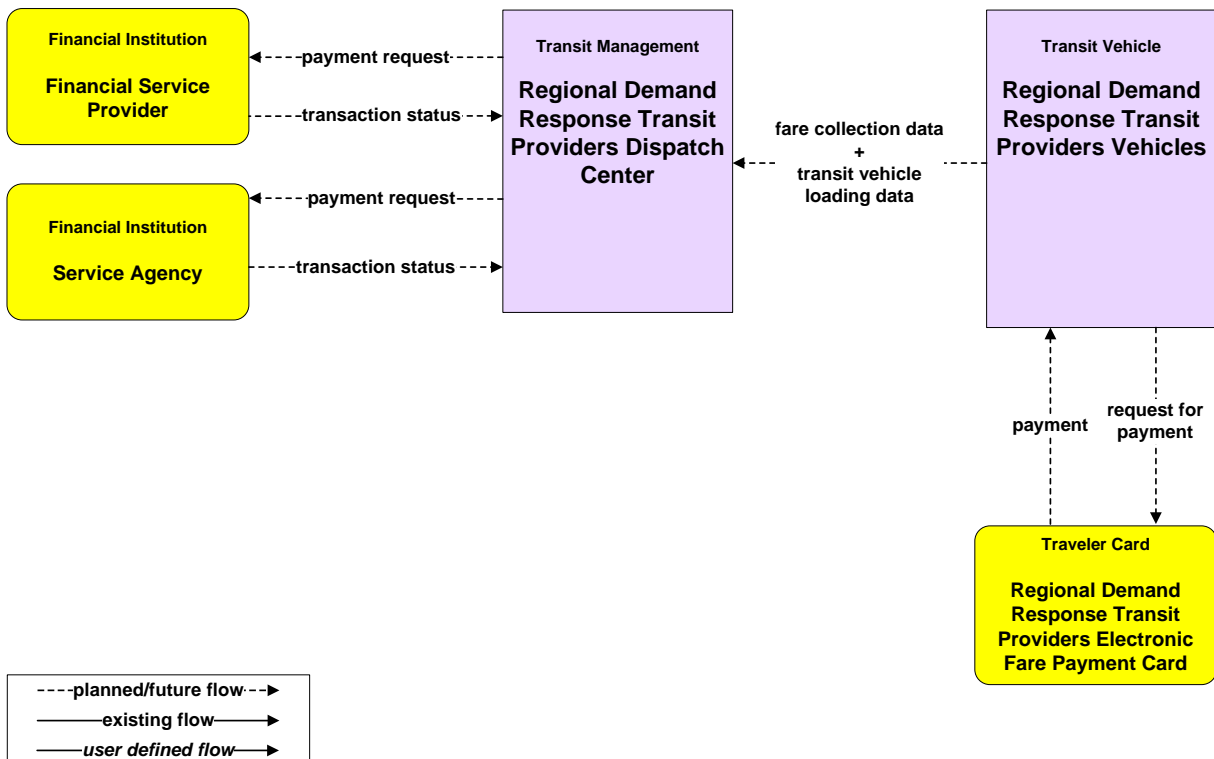 Financial Institution
Financial Service
Provider
payment request
transaction status
Financial Institution
Service Agency
payment request
transaction status
Transit Management
Regional Demand
Response Transit
Providers Dispatch
Center
fare collection data
+
transit vehicle
loading data
Transit Vehicle
Regional Demand
Response Transit
Providers Vehicles
payment
request for
payment
Traveler Card
Regional Demand
Response Transit
Providers Electronic
Fare Payment Card
planned/future flow
existing flow
user defined flow